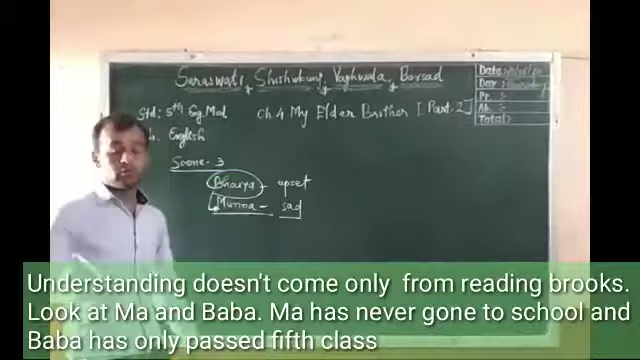 Saraswati Shishukunj, Vaghwala, Borsad
Date
Day: Thursday
Std: 5th Eg. Med Ch 4 My Elder Brother [Part-2]
Pp. :-
Ab. :-
English
Total:
Scene-3
Bhaiya - upset
Munna - sad
Understanding doesn't come only from reading brooks.
Look at Ma and Baba. Ma has never gone to school and
Baba has only passed fifth class